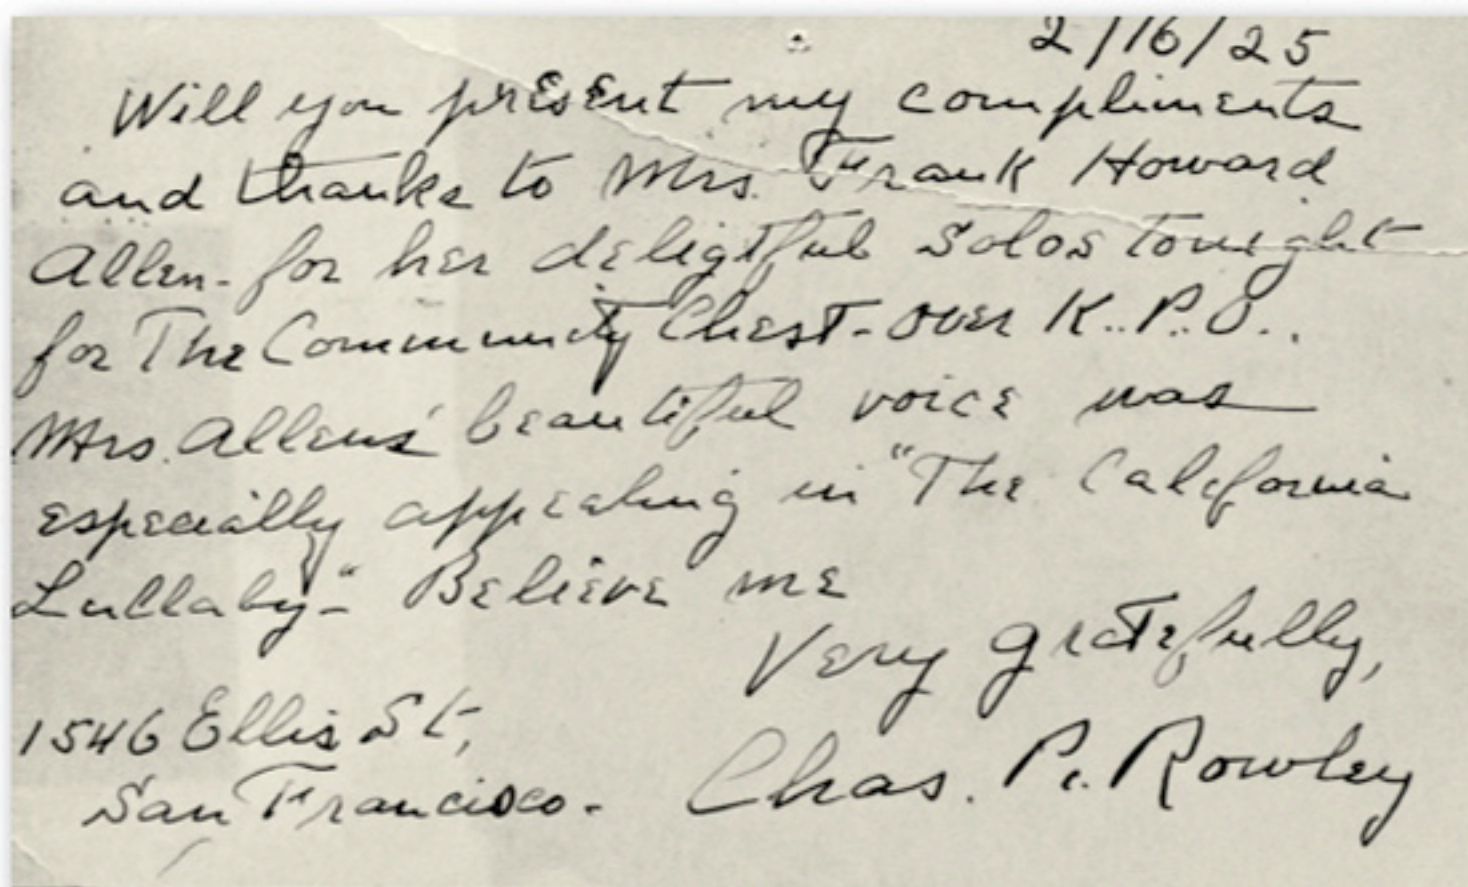 2/16/25
Will you present my compliments
and thanks to Mrs. Frank Howard
Allen - for her deligtful solos tonight
for The Community Chest - over K.P.O..
Mrs. Allens' beautiful voice was
especially appealing in "The California
Lullaby" - Believe me
Very gratefully,
1546 Ellis St,
San Francisco -
Chas. P. Rowley